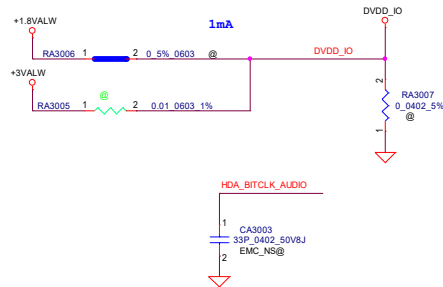 1mA
DVDD_IO
+1.8VALW
RA3006 1 2 0_5%_0603 @
DVDD_IO
+3VALW
@
RA3005 1 2 0.01_0603_1%
2
RA3007
0_0402_5%
@
1
HDA_BITCLK_AUDIO
1
CA3003
33P_0402_50V8J
EMC_NS@
2